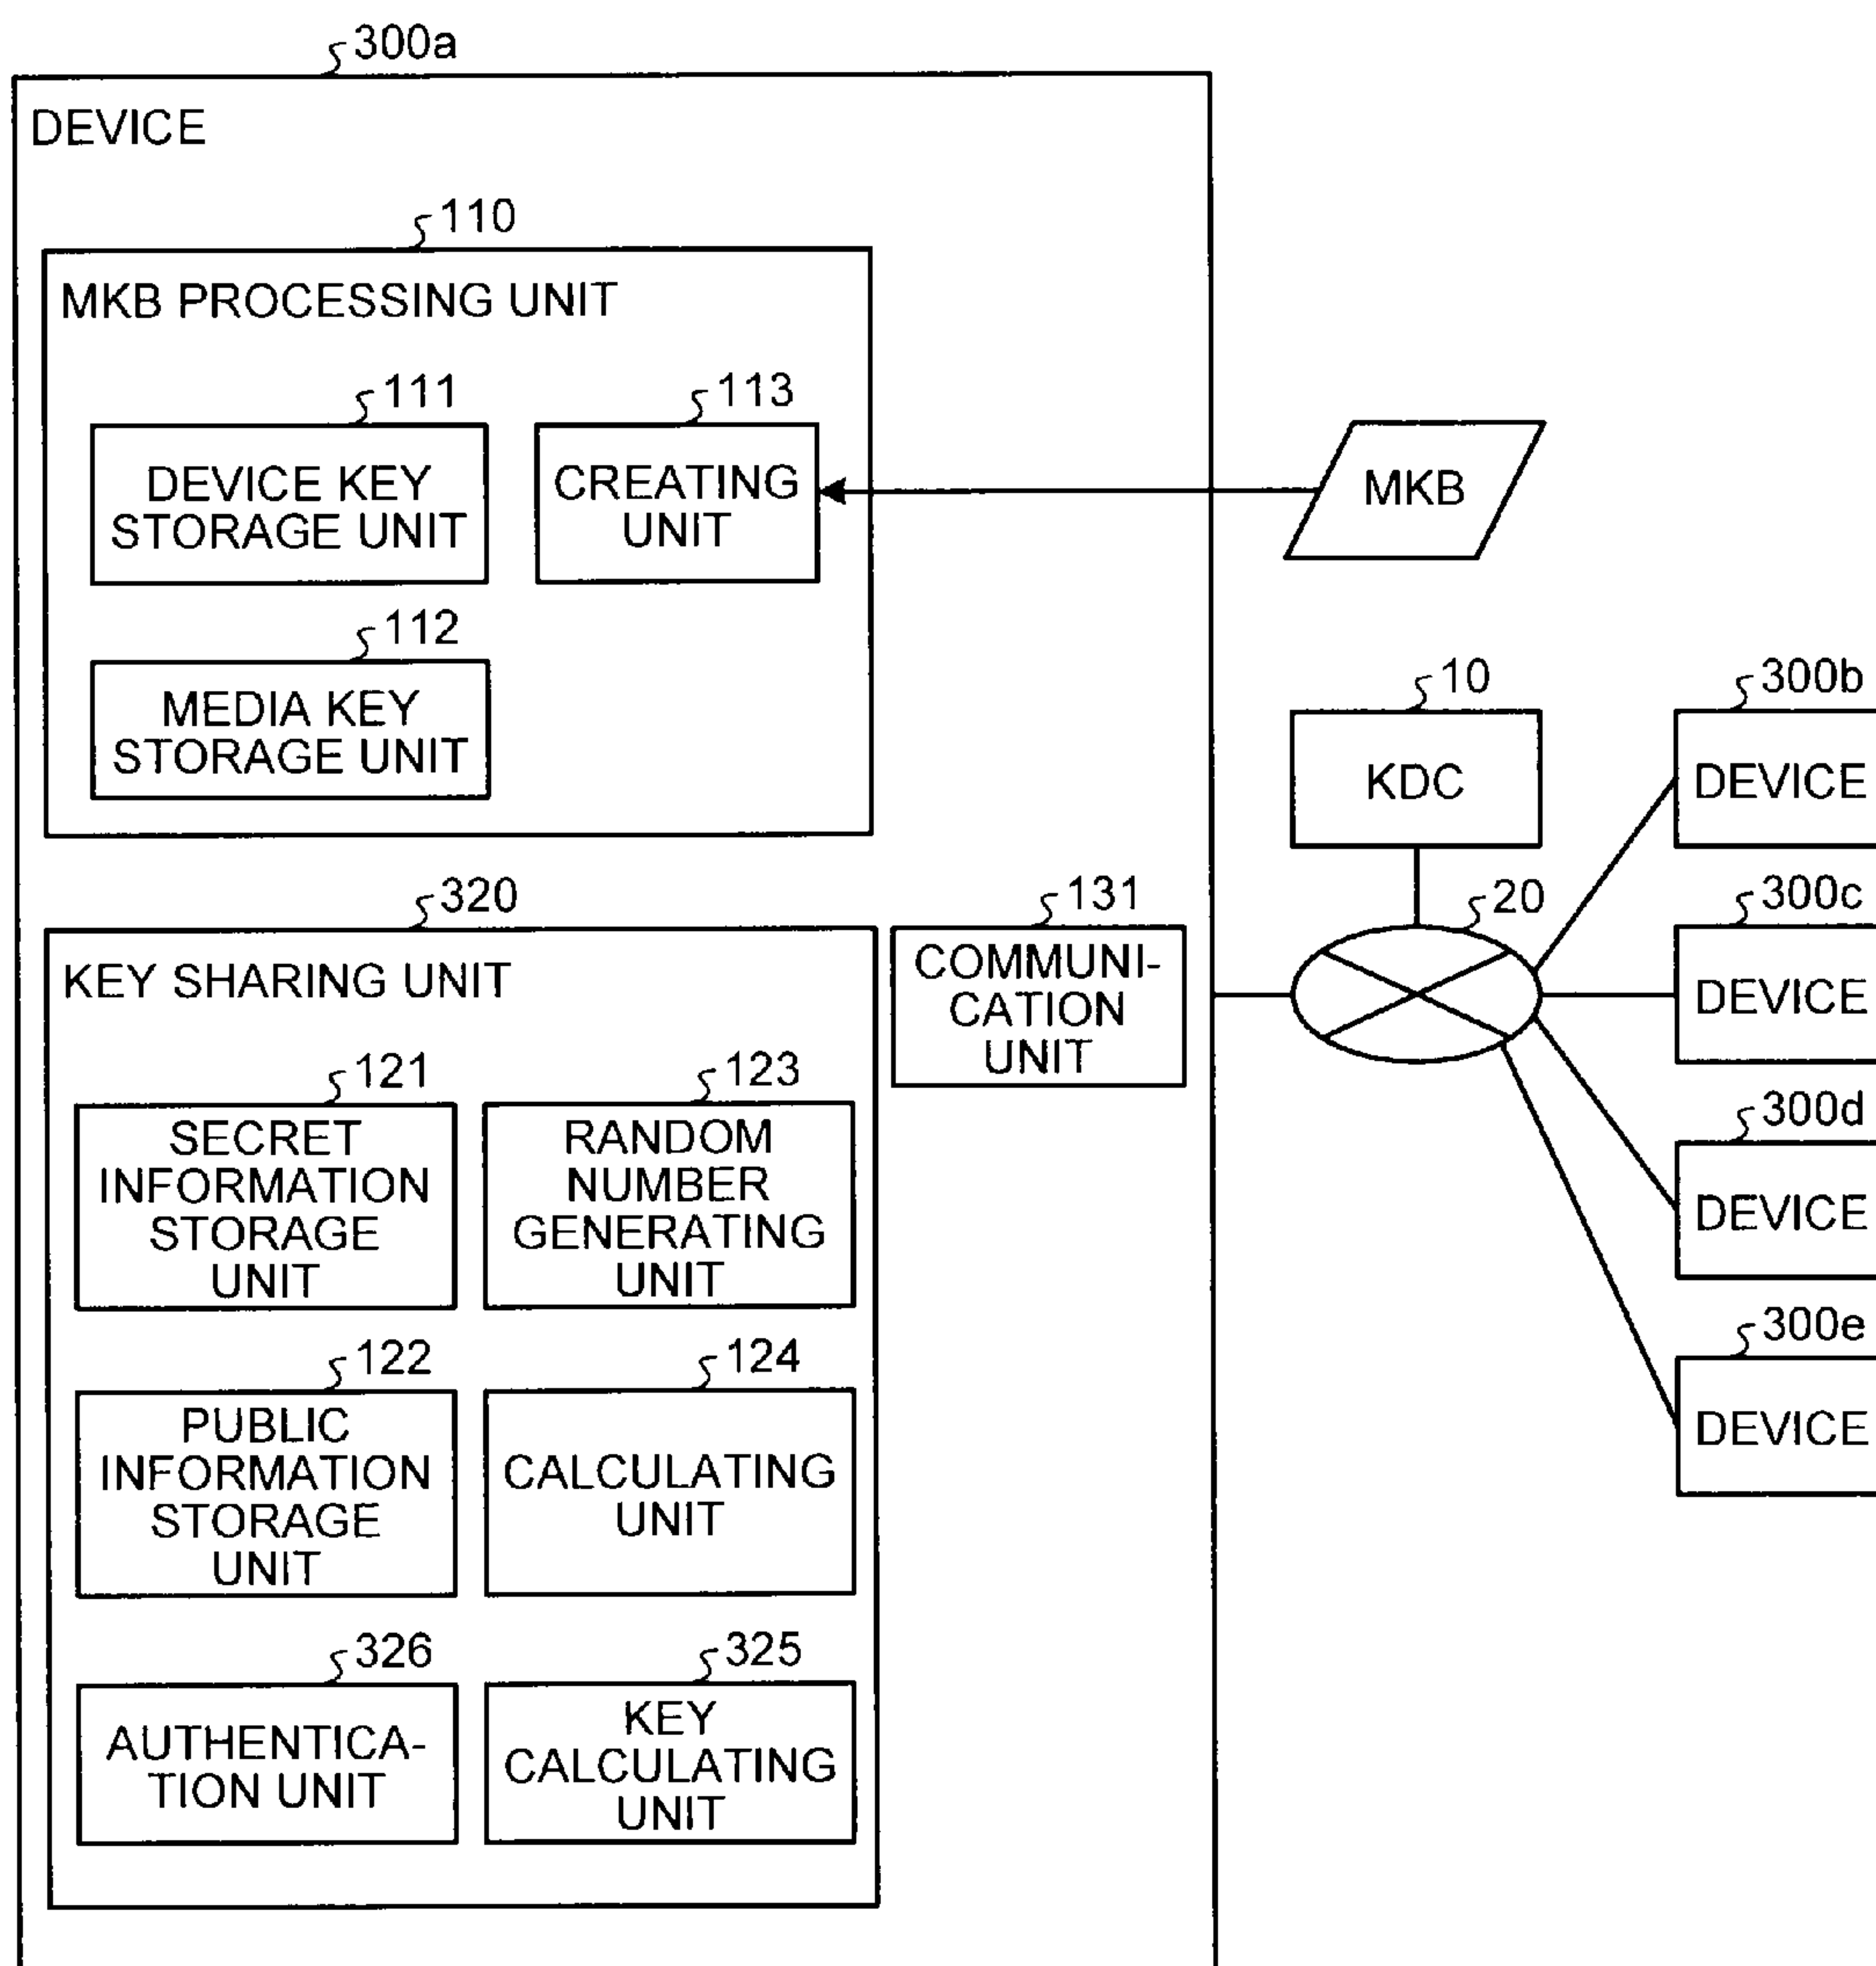 300a
DEVICE
110
MKB PROCESSING UNIT
111
113
DEVICE KEY
STORAGE UNIT
CREATING
UNIT
MKB
112
MEDIA KEY
STORAGE UNIT
10
KDC
300b
DEVICE
320
KEY SHARING UNIT
131
COMMUNI-
CATION
UNIT
20
300c
DEVICE
121
SECRET
INFORMATION
STORAGE
UNIT
123
RANDOM
NUMBER
GENERATING
UNIT
300d
DEVICE
122
PUBLIC
INFORMATION
STORAGE
UNIT
124
CALCULATING
UNIT
300e
DEVICE
326
AUTHENTICA-
TION UNIT
325
KEY
CALCULATING
UNIT